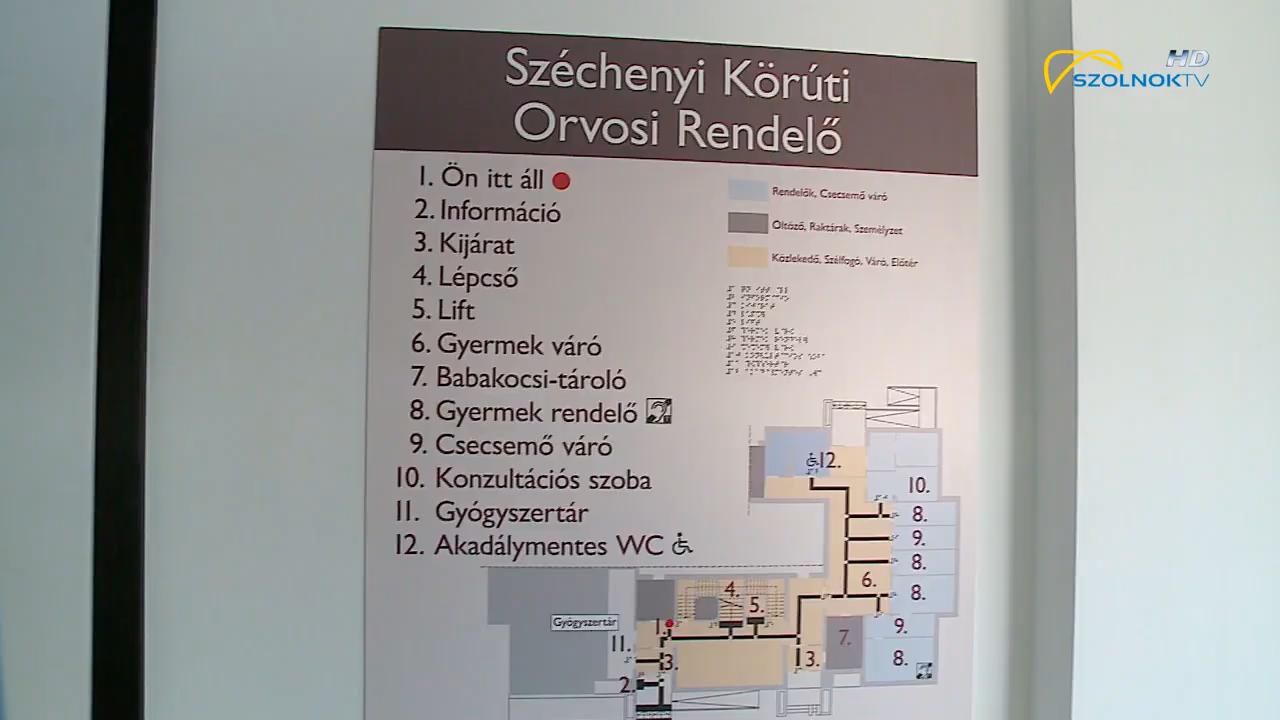 HD
SZOLNOKTV
Széchenyi Körúti
Orvosi Rendelő
1. Ön itt áll
2. Információ
3. Kijárat
4. Lépcső
5. Lift
6. Gyermek váró
7. Babakocsi-tároló
8. Gyermek rendelő
9. Csecsemő váró
10. Konzultációs szoba
11. Gyógyszertár
12. Akadálymentes WC
Rendelők, Csecsemő váró
Öltöző, Raktárak, Személyzet
Közlekedő, Szélfogó, Váró, Előtér
12.
10.
8.
9.
8.
6.
8.
4.
5.
Gyógyszertár
1.
9.
7.
11.
3.
3.
8.
2.